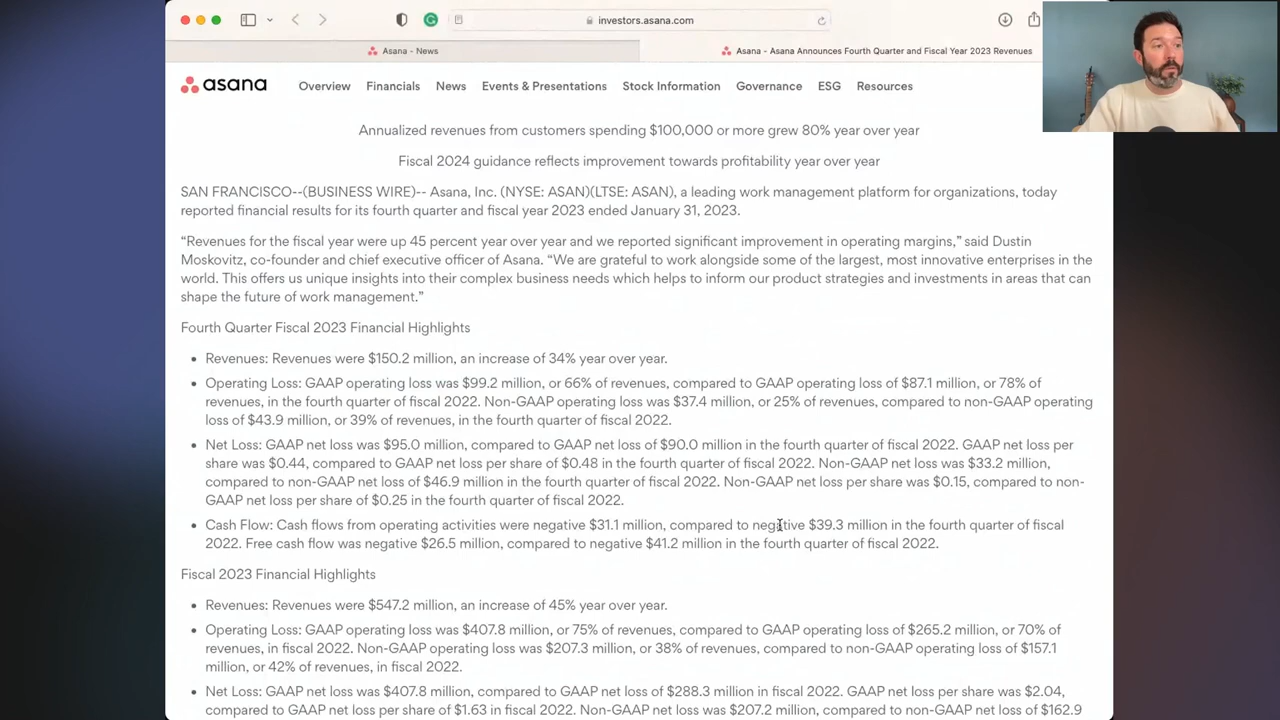 investors.asana.com
Asana - News
Asana - Asana Announces Fourth Quarter and Fiscal Year 2023 Revenues
asana
Overview Financials News Events & Presentations Stock Information Governance ESG Resources
Annualized revenues from customers spending $100,000 or more grew 80% year over year
Fiscal 2024 guidance reflects improvement towards profitability year over year
SAN FRANCISCO--(BUSINESS WIRE)-- Asana, Inc. (NYSE: ASAN)(LTSE: ASAN), a leading work management platform for organizations, today
reported financial results for its fourth quarter and fiscal year 2023 ended January 31, 2023.
“Revenues for the fiscal year were up 45 percent year over year and we reported significant improvement in operating margins,” said Dustin
Moskovitz, co-founder and chief executive officer of Asana. “We are grateful to work alongside some of the largest, most innovative enterprises in the
world. This offers us unique insights into their complex business needs which helps to inform our product strategies and investments in areas that can
shape the future of work management.”
Fourth Quarter Fiscal 2023 Financial Highlights
• Revenues: Revenues were $150.2 million, an increase of 34% year over year.
• Operating Loss: GAAP operating loss was $99.2 million, or 66% of revenues, compared to GAAP operating loss of $87.1 million, or 78% of
revenues, in the fourth quarter of fiscal 2022. Non-GAAP operating loss was $37.4 million, or 25% of revenues, compared to non-GAAP operating
loss of $43.9 million, or 39% of revenues, in the fourth quarter of fiscal 2022.
• Net Loss: GAAP net loss was $95.0 million, compared to GAAP net loss of $90.0 million in the fourth quarter of fiscal 2022. GAAP net loss per
share was $0.44, compared to GAAP net loss per share of $0.48 in the fourth quarter of fiscal 2022. Non-GAAP net loss was $33.2 million,
compared to non-GAAP net loss of $46.9 million in the fourth quarter of fiscal 2022. Non-GAAP net loss per share was $0.15, compared to non-
GAAP net loss per share of $0.25 in the fourth quarter of fiscal 2022.
• Cash Flow: Cash flows from operating activities were negative $31.1 million, compared to negative $39.3 million in the fourth quarter of fiscal
2022. Free cash flow was negative $26.5 million, compared to negative $41.2 million in the fourth quarter of fiscal 2022.
Fiscal 2023 Financial Highlights
• Revenues: Revenues were $547.2 million, an increase of 45% year over year.
• Operating Loss: GAAP operating loss was $407.8 million, or 75% of revenues, compared to GAAP operating loss of $265.2 million, or 70% of
revenues, in fiscal 2022. Non-GAAP operating loss was $207.3 million, or 38% of revenues, compared to non-GAAP operating loss of $157.1
million, or 42% of revenues, in fiscal 2022.
• Net Loss: GAAP net loss was $407.8 million, compared to GAAP net loss of $288.3 million in fiscal 2022. GAAP net loss per share was $2.04,
compared to GAAP net loss per share of $1.63 in fiscal 2022. Non-GAAP net loss was $207.2 million, compared to non-GAAP net loss of $162.9